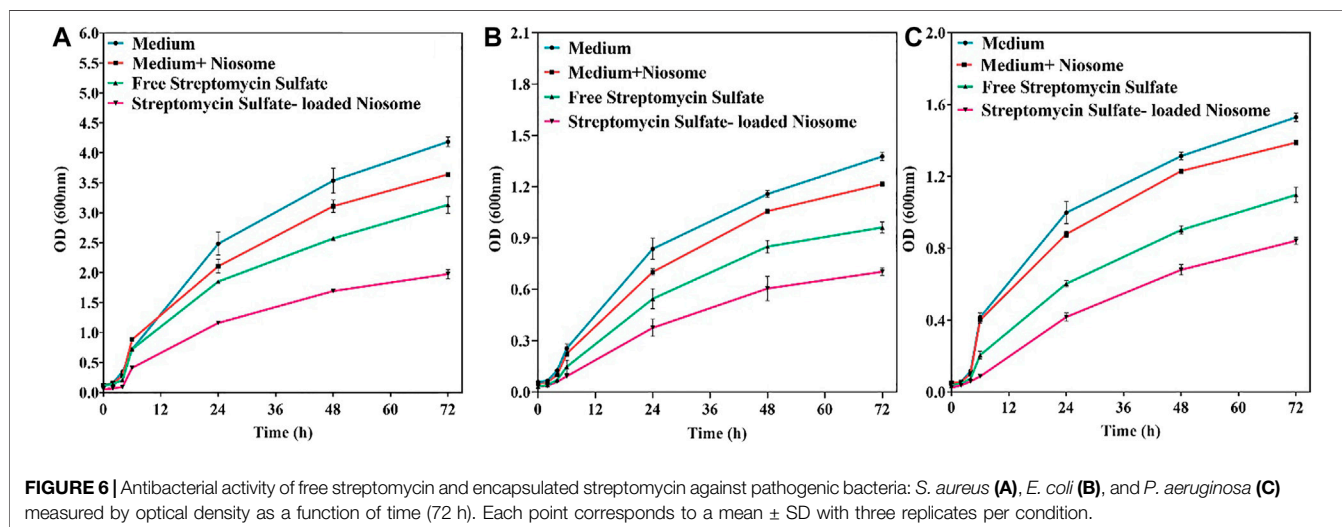 A
Medium
Medium+ Niosome
Free Streptomycin Sulfate
Streptomycin Sulfate- loaded Niosome
OD (600nm)
6.0
5.5
5.0
4.5
4.0
3.5
3.0
2.5
2.0
1.5
1.0
0.5
0.0
0 12 24 36 48 60 72
Time (h)
B
Medium
Medium+Niosome
Free Streptomycin Sulfate
Streptomycin Sulfate- loaded Niosome
OD (600nm)
2.1
1.8
1.5
1.2
0.9
0.6
0.3
0.0
0 12 24 36 48 60 72
Time (h)
C
Medium
Medium+ Niosome
Free Streptomycin Sulfate
Streptomycin Sulfate- loaded Niosome
OD (600nm)
2.0
1.6
1.2
0.8
0.4
0.0
0 12 24 36 48 60 72
Time (h)
FIGURE 6 | Antibacterial activity of free streptomycin and encapsulated streptomycin against pathogenic bacteria: S. aureus (A), E. coli (B), and P. aeruginosa (C)
measured by optical density as a function of time (72 h). Each point corresponds to a mean ± SD with three replicates per condition.